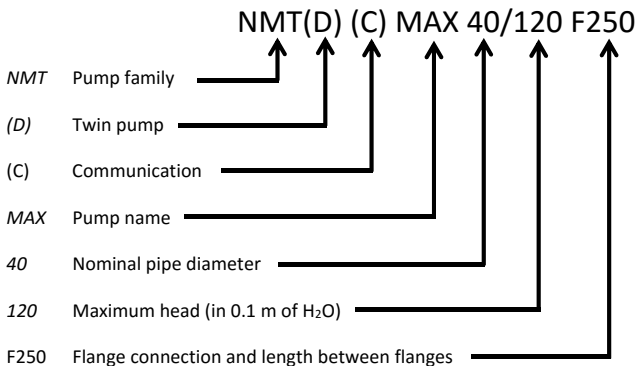 NMT(D) (C) MAX 40/120 F250
NMT Pump family
(D) Twin pump
(C) Communication
MAX Pump name
40 Nominal pipe diameter
120 Maximum head (in 0.1 m of H₂O)
F250 Flange connection and length between flanges